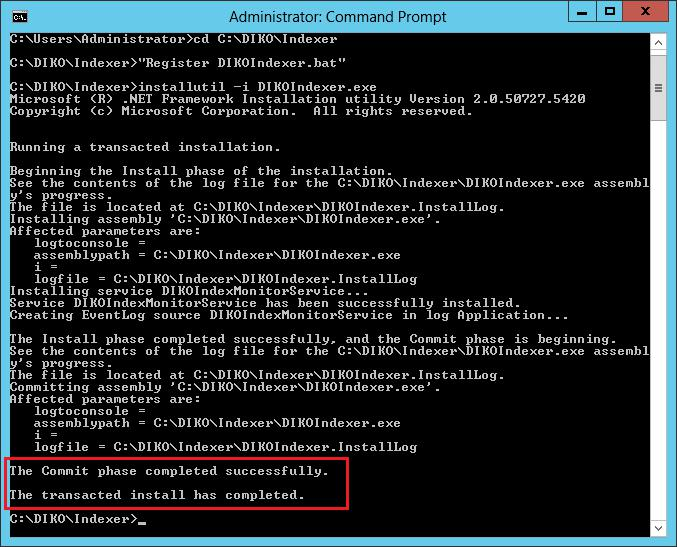 Administrator: Command Prompt
C:\Users\Administrator>cd C:\DIKO\Indexer
C:\DIKO\Indexer>"Register DIKOIndexer.bat"
C:\DIKO\Indexer>installutil -i DIKOIndexer.exe
Microsoft (R) .NET Framework Installation utility Version 2.0.50727.5420
Copyright (c) Microsoft Corporation.  All rights reserved.
Running a transacted installation.
Beginning the Install phase of the installation.
See the contents of the log file for the C:\DIKO\Indexer\DIKOIndexer.exe assembl
y's progress.
The file is located at C:\DIKO\Indexer\DIKOIndexer.InstallLog.
Installing assembly 'C:\DIKO\Indexer\DIKOIndexer.exe'.
Affected parameters are:
logtoconsole =
assemblypath = C:\DIKO\Indexer\DIKOIndexer.exe
i =
logfile = C:\DIKO\Indexer\DIKOIndexer.InstallLog
Installing service DIKOIndexMonitorService...
Service DIKOIndexMonitorService has been successfully installed.
Creating EventLog source DIKOIndexMonitorService in log Application...
The Install phase completed successfully, and the Commit phase is beginning.
See the contents of the log file for the C:\DIKO\Indexer\DIKOIndexer.exe assembl
y's progress.
The file is located at C:\DIKO\Indexer\DIKOIndexer.InstallLog.
Committing assembly 'C:\DIKO\Indexer\DIKOIndexer.exe'.
Affected parameters are:
logtoconsole =
assemblypath = C:\DIKO\Indexer\DIKOIndexer.exe
i =
logfile = C:\DIKO\Indexer\DIKOIndexer.InstallLog
The Commit phase completed successfully.
The transacted install has completed.
C:\DIKO\Indexer>_